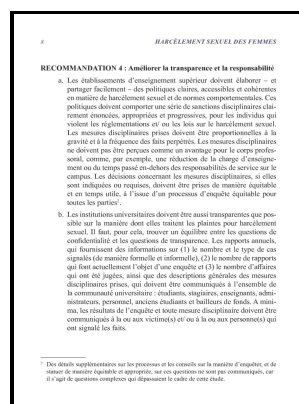 8 HARCÈLEMENT SEXUEL DES FEMMES
RECOMMANDATION 4 : Améliorer la transparence et la responsabilité
a. Les établissements d'enseignement supérieur doivent élaborer – et
partager facilement – des politiques claires, accessibles et cohérentes
en matière de harcèlement sexuel et de normes comportementales. Ces
politiques doivent comporter une série de sanctions disciplinaires clai-
rement énoncées, appropriées et progressives, pour les individus qui
violent les réglementations et/ ou les lois sur le harcèlement sexuel.
Les mesures disciplinaires prises doivent être proportionnelles à la
gravité et à la fréquence des faits perpétrés. Les mesures disciplinaires
ne doivent pas être perçues comme un avantage pour le corps profes-
soral, comme, par exemple, une réduction de la charge d'enseigne-
ment ou du temps passé en-dehors des responsabilités de service sur le
campus. Les décisions concernant les mesures disciplinaires, si elles
sont indiquées ou requises, doivent être prises de manière équitable
et en temps utile, à l'issue d'un processus d'enquête équitable pour
toutes les parties².
b. Les institutions universitaires doivent être aussi transparentes que pos-
sible sur la manière dont elles traitent les plaintes pour harcèlement
sexuel. Il faut, pour cela, trouver un équilibre entre les questions de
confidentialité et les questions de transparence. Les rapports annuels,
qui fournissent des informations sur (1) le nombre et le type de cas
signalés (de manière formelle et informelle), (2) le nombre de rapports
qui font actuellement l'objet d'une enquête et (3) le nombre d'affaires
qui ont été jugées, ainsi que des descriptions générales des mesures
disciplinaires prises, qui doivent être communiqués à l'ensemble de
la communauté universitaire : étudiants, stagiaires, enseignants, admi-
nistrateurs, personnel, anciens étudiants et bailleurs de fonds. A mini-
ma, les résultats de l'enquête et toute mesure disciplinaire doivent être
communiqués à la ou aux victime(s) et/ ou à la ou aux personne(s) qui
ont signalé les faits.
² Des détails supplémentaires sur les processus et les conseils sur la manière d'enquêter, et de
statuer de manière équitable et appropriée, sur ces questions ne sont pas communiqués, car
il s'agit de questions complexes qui dépassaient le cadre de cette étude.